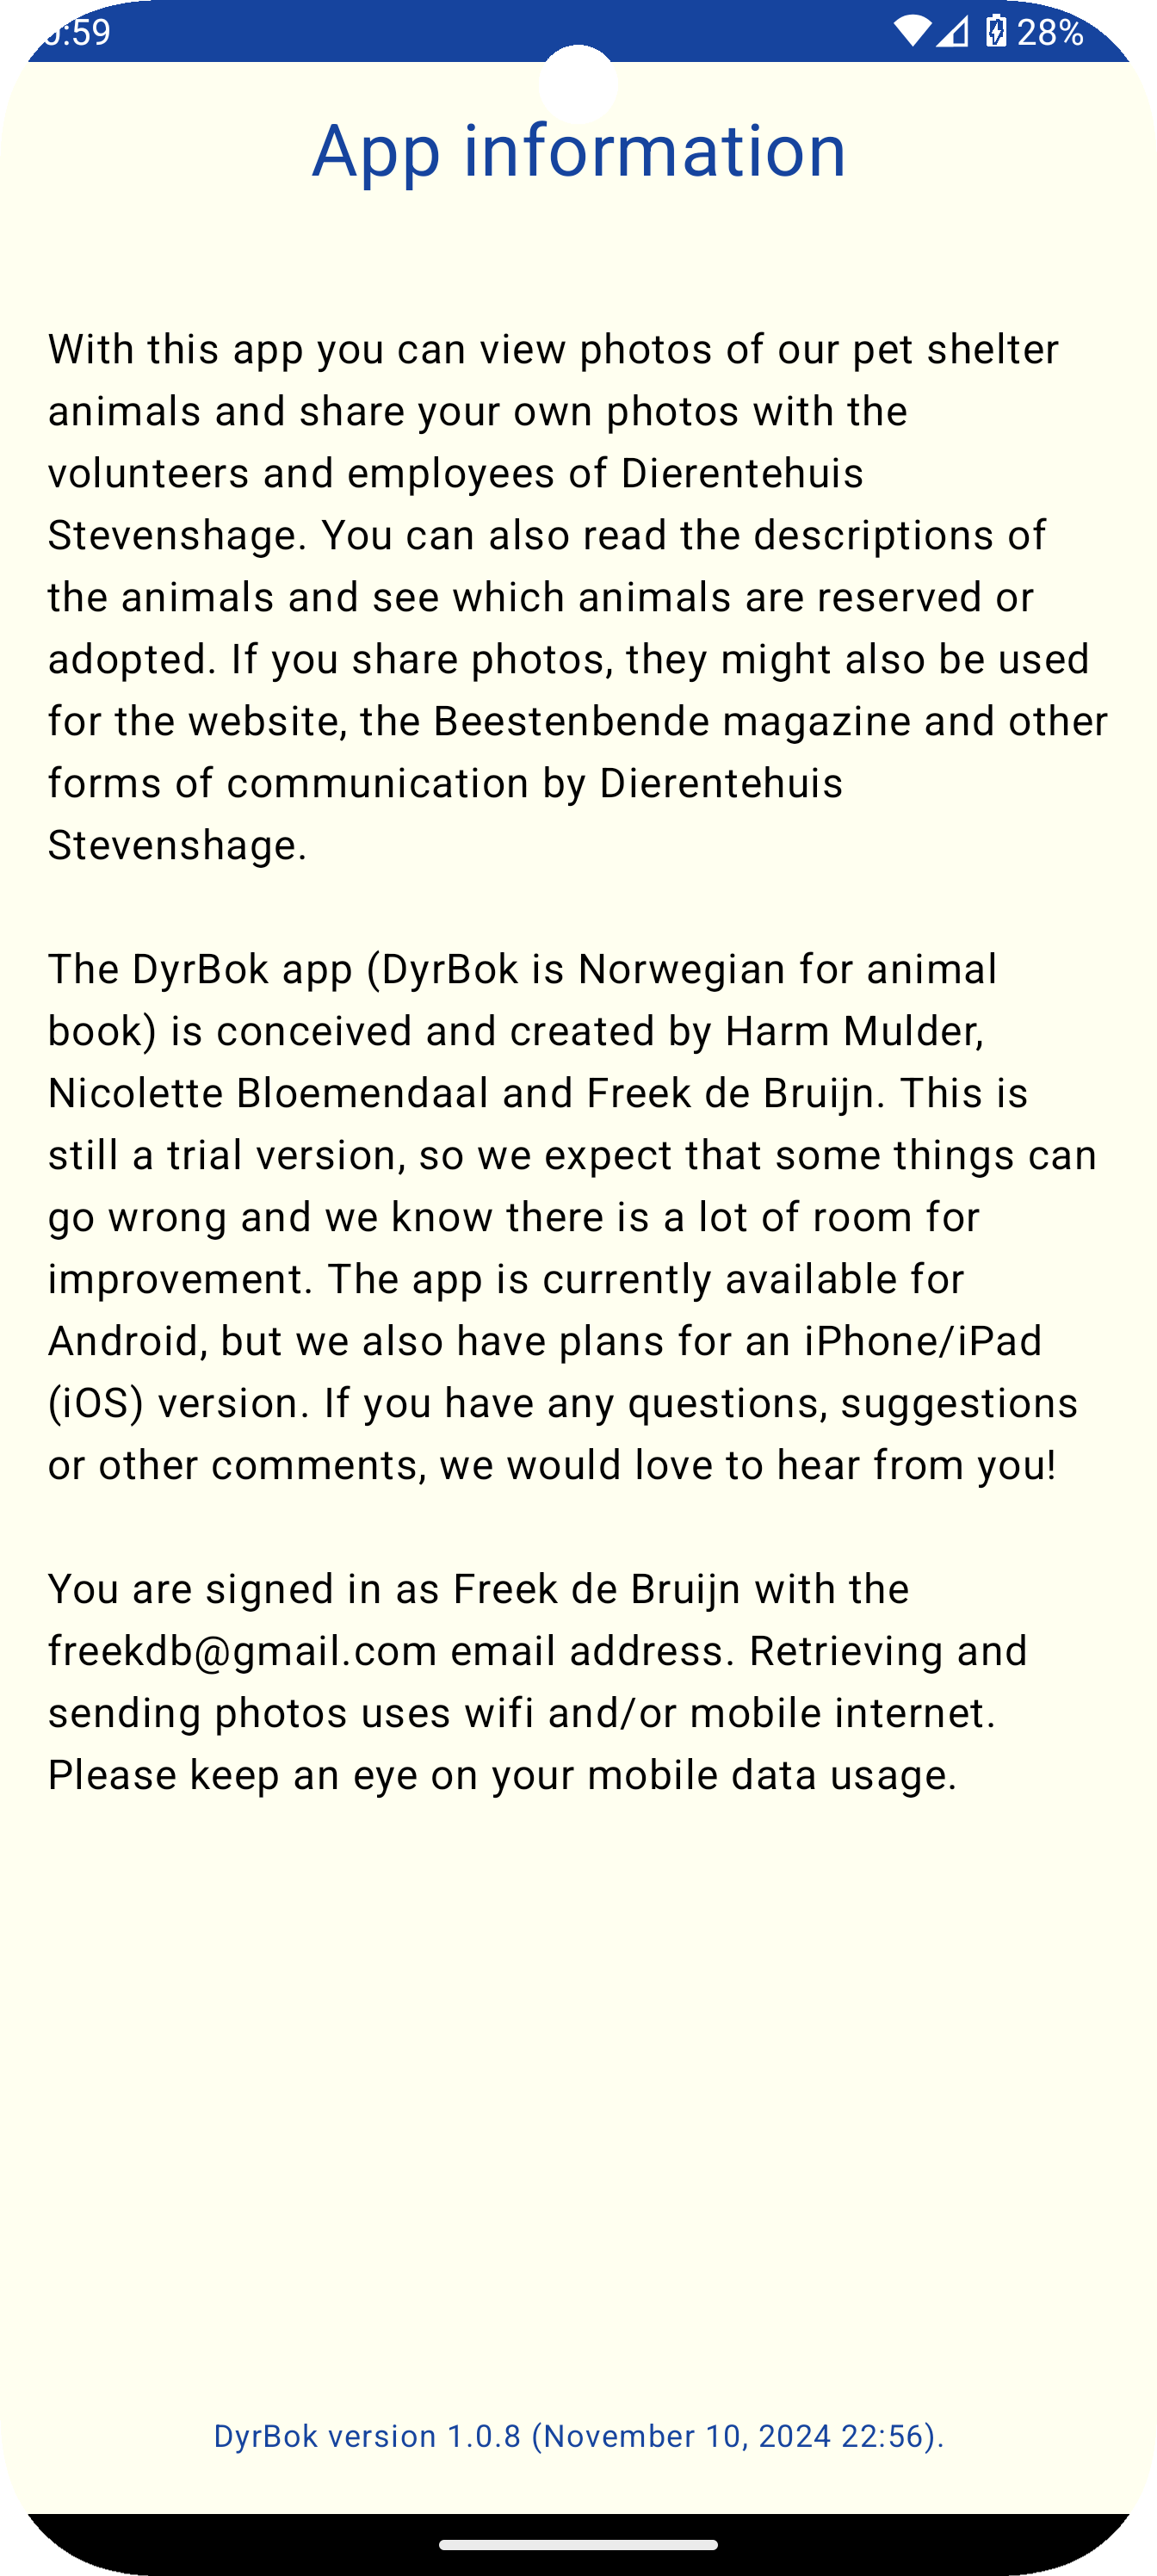 :59
28%
App information
With this app you can view photos of our pet shelter
animals and share your own photos with the
volunteers and employees of Dierentehuis
Stevenshage. You can also read the descriptions of
the animals and see which animals are reserved or
adopted. If you share photos, they might also be used
for the website, the Beestenbende magazine and other
forms of communication by Dierentehuis
Stevenshage.
The DyrBok app (DyrBok is Norwegian for animal
book) is conceived and created by Harm Mulder,
Nicolette Bloemendaal and Freek de Bruijn. This is
still a trial version, so we expect that some things can
go wrong and we know there is a lot of room for
improvement. The app is currently available for
Android, but we also have plans for an iPhone/iPad
(iOS) version. If you have any questions, suggestions
or other comments, we would love to hear from you!
You are signed in as Freek de Bruijn with the
freekdb@gmail.com email address. Retrieving and
sending photos uses wifi and/or mobile internet.
Please keep an eye on your mobile data usage.
DyrBok version 1.0.8 (November 10, 2024 22:56).